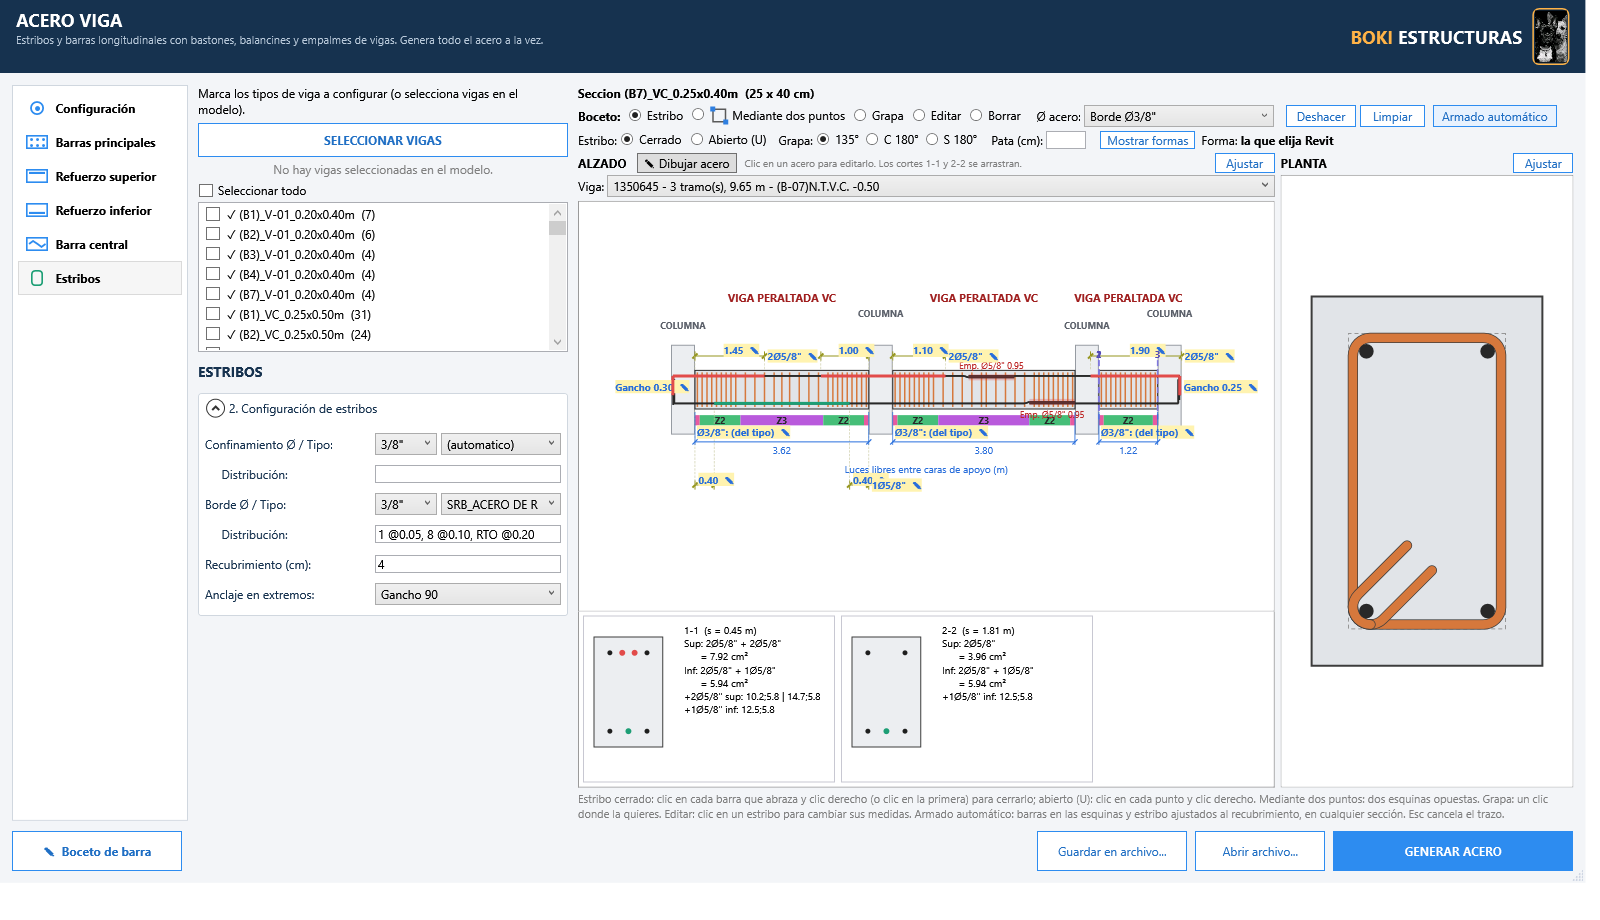 ACERO VIGA
Estribos y barras longitudinales con bastones, balancines y empalmes de vigas. Genera todo el acero a la vez.
BOKI ESTRUCTURAS
Configuración
Barras principales
Refuerzo superior
Refuerzo inferior
Barra central
Estribos
Boceto de barra
Marca los tipos de viga a configurar (o selecciona vigas en el
modelo).
SELECCIONAR VIGAS
No hay vigas seleccionadas en el modelo.
Seleccionar todo
✓ (B1)_V-01_0.20x0.40m (7)
✓ (B2)_V-01_0.20x0.40m (6)
✓ (B3)_V-01_0.20x0.40m (4)
✓ (B4)_V-01_0.20x0.40m (4)
✓ (B7)_V-01_0.20x0.40m (4)
✓ (B1)_VC_0.25x0.50m (31)
✓ (B2)_VC_0.25x0.50m (24)
ESTRIBOS
2. Configuración de estribos
Confinamiento Ø / Tipo: 3/8" (automatico)
Distribución:
Borde Ø / Tipo: 3/8" SRB_ACERO DE R
Distribución: 1 @0.05, 8 @0.10, RTO @0.20
Recubrimiento (cm): 4
Anclaje en extremos: Gancho 90
Seccion (B7)_VC_0.25x0.40m (25 x 40 cm)
Boceto: Estribo Mediante dos puntos Grapa Editar Borrar Ø acero: Borde Ø3/8" Deshacer Limpiar Armado automático
Estribo: Cerrado Abierto (U) Grapa: 135° C 180° S 180° Pata (cm): Mostrar formas Forma: la que elija Revit
ALZADO Dibujar acero Clic en un acero para editarlo. Los cortes 1-1 y 2-2 se arrastran. Ajustar PLANTA Ajustar
Viga: 1350645 - 3 tramo(s), 9.65 m - (B-07)N.T.V.C. -0.50
VIGA PERALTADA VC VIGA PERALTADA VC VIGA PERALTADA VC
COLUMNA COLUMNA
COLUMNA COLUMNA
1.45 1.00 1.10 1.90 3
2Ø5/8" 2Ø5/8" 2Ø5/8"
Emp. Ø5/8" 0.95
Gancho 0.30 Gancho 0.25
Emp. Ø5/8" 0.95
Z2 Z3 Z2 Z2 Z3 Z2 Z2
Ø3/8": (del tipo) Ø3/8": (del tipo) Ø3/8": (del tipo)
3.62 3.80 1.22
Luces libres entre caras de apoyo (m)
0.40 0.40 1Ø5/8"
1-1 (s = 0.45 m)
Sup: 2Ø5/8" + 2Ø5/8"
= 7.92 cm²
Inf: 2Ø5/8" + 1Ø5/8"
= 5.94 cm²
+2Ø5/8" sup: 10.2;5.8 | 14.7;5.8
+1Ø5/8" inf: 12.5;5.8
2-2 (s = 1.81 m)
Sup: 2Ø5/8"
= 3.96 cm²
Inf: 2Ø5/8" + 1Ø5/8"
= 5.94 cm²
+1Ø5/8" inf: 12.5;5.8
Estribo cerrado: clic en cada barra que abraza y clic derecho (o clic en la primera) para cerrarlo; abierto (U): clic en cada punto y clic derecho. Mediante dos puntos: dos esquinas opuestas. Grapa: un clic
donde la quieres. Editar: clic en un estribo para cambiar sus medidas. Armado automático: barras en las esquinas y estribo ajustados al recubrimiento, en cualquier sección. Esc cancela el trazo.
Guardar en archivo... Abrir archivo... GENERAR ACERO